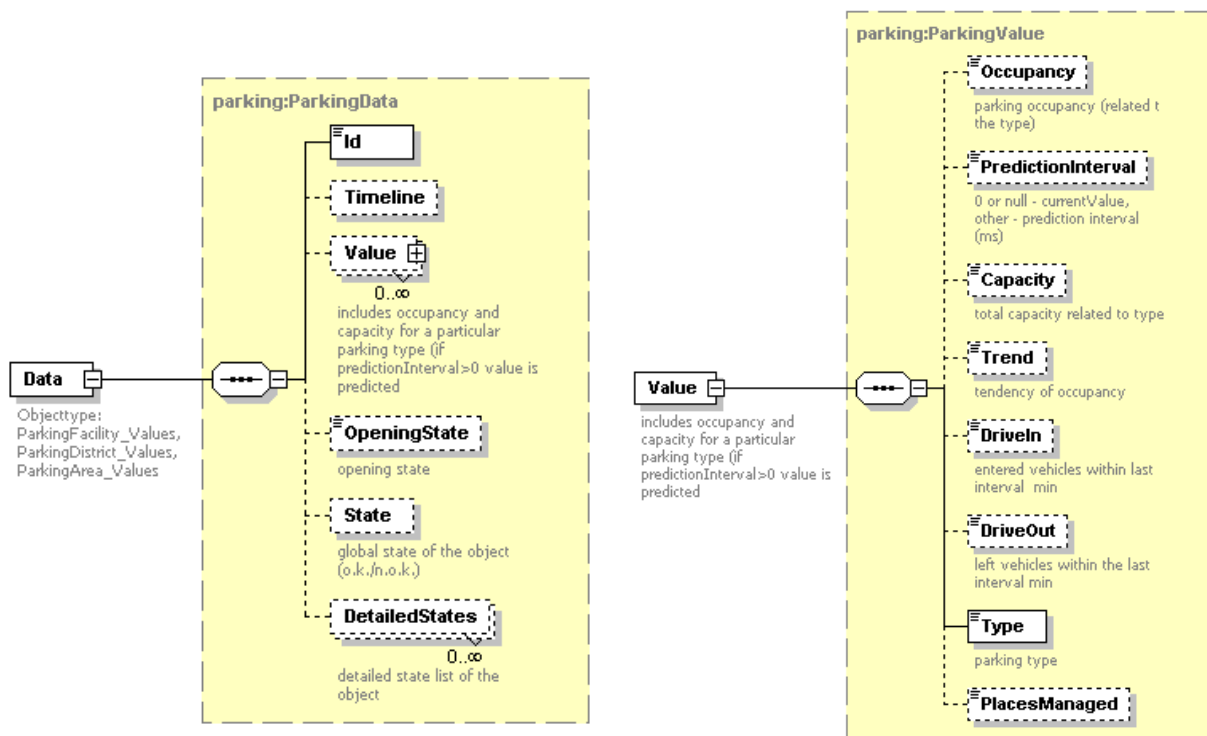 parking:ParkingData
Id
Timeline
Value
0..∞
includes occupancy and
capacity for a particular
parking type (if
predictionInterval>0 value is
predicted
Data
Objecttype:
ParkingFacility_Values,
ParkingDistrict_Values,
ParkingArea_Values
OpeningState
opening state
State
global state of the object
(o.k./n.o.k.)
DetailedStates
0..∞
detailed state list of the
object
parking:ParkingValue
Occupancy
parking occupancy (related t
the type)
PredictionInterval
0 or null - currentValue,
other - prediction interval
(ms)
Capacity
total capacity related to type
Trend
tendency of occupancy
Value
includes occupancy and
capacity for a particular
parking type (if
predictionInterval>0 value is
predicted
DriveIn
entered vehicles within last
interval min
DriveOut
left vehicles within the last
interval min
Type
parking type
PlacesManaged